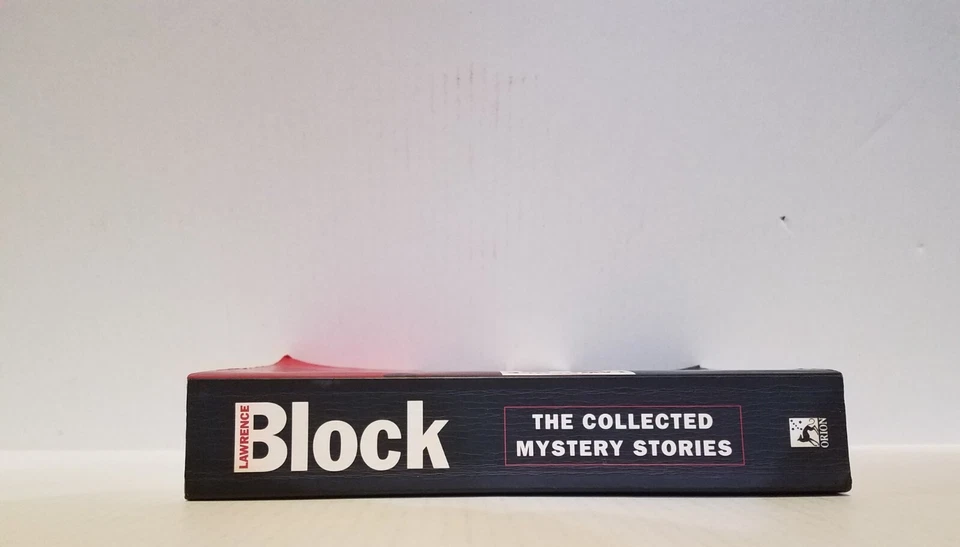 LAWRENCE
Block
THE COLLECTED
MYSTERY STORIES
ORION